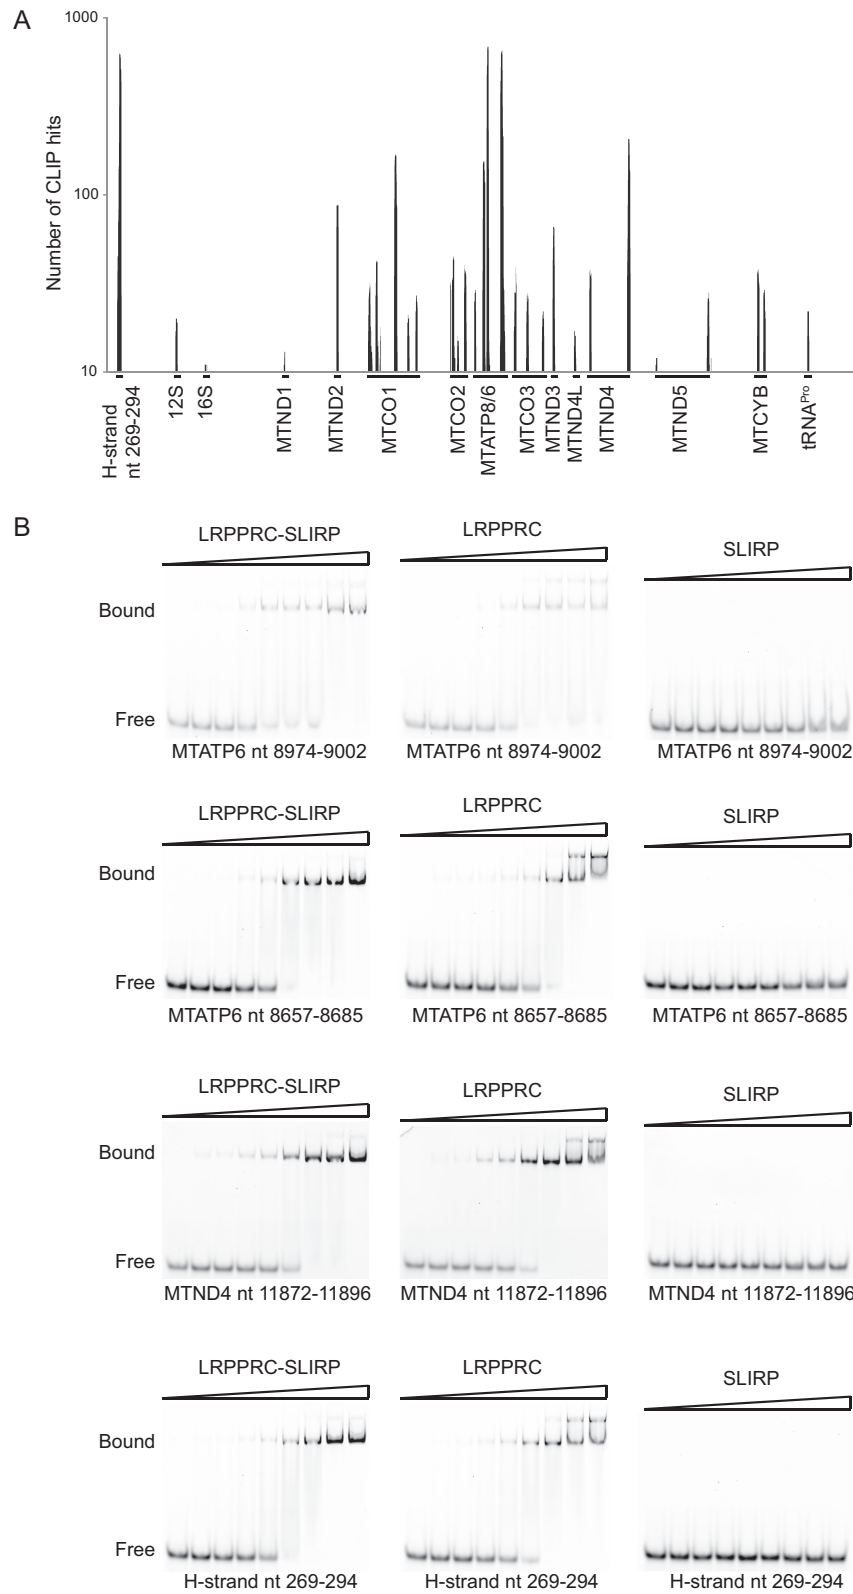 A
1000
100
10
Number of CLIP hits
H-strand
nt 269-294
12S
16S
MTND1
MTND2
MTCO1
MTCO2
MTATP8/6
MTCO3
MTND3
MTND4L
MTND4
MTND5
MTCYB
tRNAPro
B
LRPPRC-SLIRP
LRPPRC
SLIRP
Bound
Free
MTATP6 nt 8974-9002
MTATP6 nt 8974-9002
MTATP6 nt 8974-9002
LRPPRC-SLIRP
LRPPRC
SLIRP
Bound
Free
MTATP6 nt 8657-8685
MTATP6 nt 8657-8685
MTATP6 nt 8657-8685
LRPPRC-SLIRP
LRPPRC
SLIRP
Bound
Free
MTND4 nt 11872-11896
MTND4 nt 11872-11896
MTND4 nt 11872-11896
LRPPRC-SLIRP
LRPPRC
SLIRP
Bound
Free
H-strand nt 269-294
H-strand nt 269-294
H-strand nt 269-294